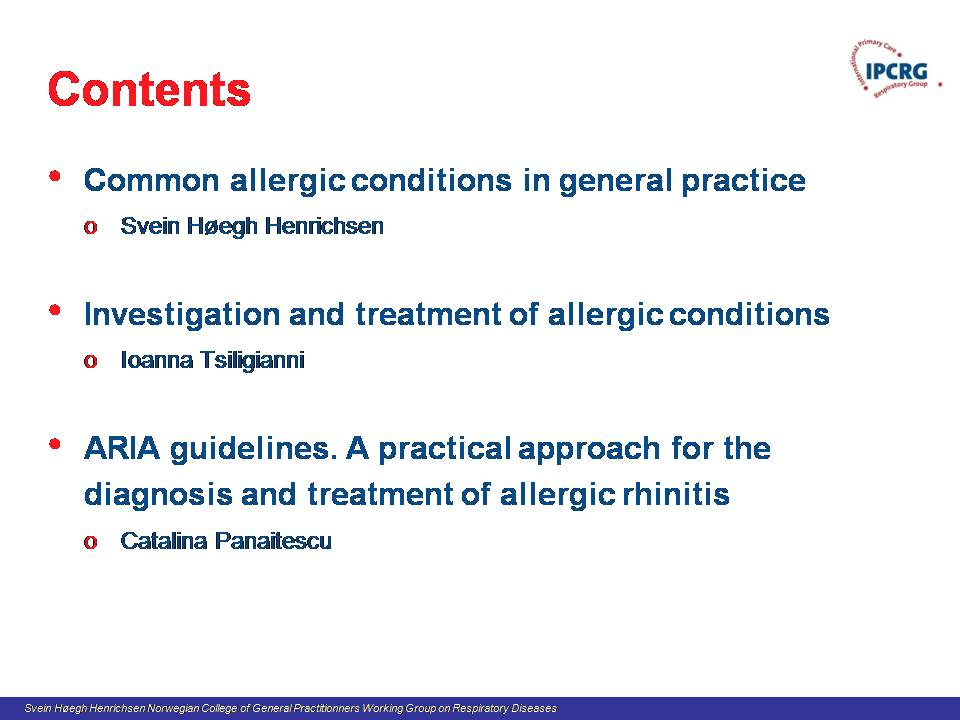 International Primary Care
IPCRG
Respiratory Group
Contents
• Common allergic conditions in general practice
o Svein Høegh Henrichsen
• Investigation and treatment of allergic conditions
o Ioanna Tsiligianni
• ARIA guidelines. A practical approach for the
diagnosis and treatment of allergic rhinitis
o Catalina Panaitescu
Svein Høegh Henrichsen Norwegian College of General Practitionners Working Group on Respiratory Diseases